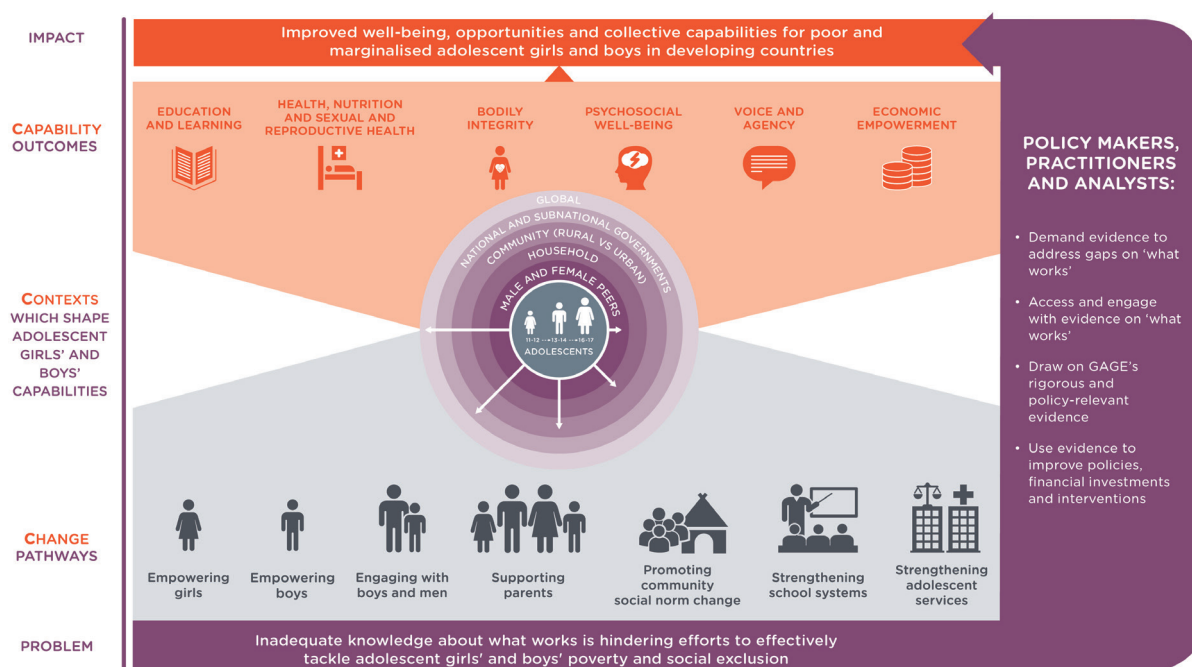 IMPACT
Improved well-being, opportunities and collective capabilities for poor and
marginalised adolescent girls and boys in developing countries
CAPABILITY
OUTCOMES
EDUCATION
AND LEARNING
HEALTH, NUTRITION
AND SEXUAL AND
REPRODUCTIVE HEALTH
BODILY
INTEGRITY
PSYCHOSOCIAL
WELL-BEING
VOICE AND
AGENCY
ECONOMIC
EMPOWERMENT
CONTEXTS
WHICH SHAPE
ADOLESCENT
GIRLS' AND
BOYS'
CAPABILITIES
GLOBAL
NATIONAL AND SUBNATIONAL GOVERNMENTS
COMMUNITY (RURAL VS URBAN)
HOUSEHOLD
MALE AND FEMALE PEERS
11-12 13-14 16-17
ADOLESCENTS
CHANGE
PATHWAYS
Empowering
girls
Empowering
boys
Engaging with
boys and men
Supporting
parents
Promoting
community
social norm change
Strengthening
school systems
Strengthening
adolescent
services
PROBLEM
Inadequate knowledge about what works is hindering efforts to effectively
tackle adolescent girls' and boys' poverty and social exclusion
POLICY MAKERS,
PRACTITIONERS
AND ANALYSTS:
• Demand evidence to
address gaps on ‘what
works’
• Access and engage
with evidence on ‘what
works’
• Draw on GAGE’s
rigorous and
policy-relevant
evidence
• Use evidence to
improve policies,
financial investments
and interventions